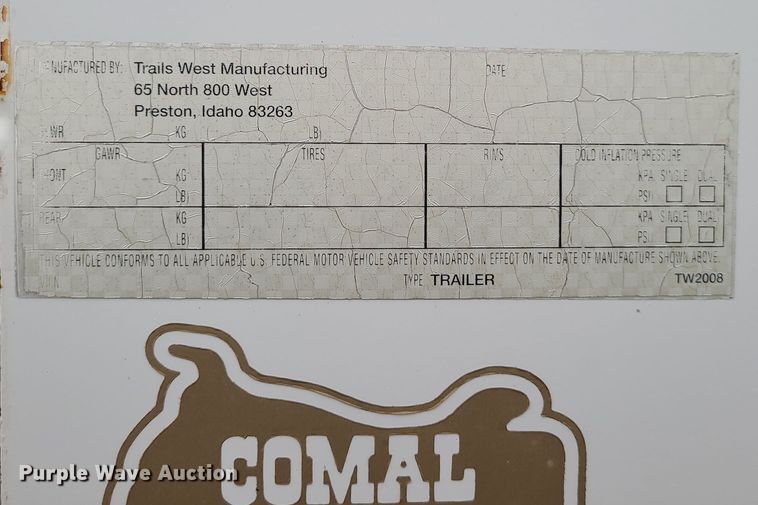 MANUFACTURED BY: Trails West Manufacturing DATE
65 North 800 West
Preston, Idaho 83263
GVWR KG LB)
GAWR TIRES RIMS COLD INFLATION PRESSURE
FRONT KG KPA SINGLE DUAL
LB) PSI)
REAR KG KPA SINGLE DUAL
LB) PSI)
THIS VEHICLE CONFORMS TO ALL APPLICABLE U.S. FEDERAL MOTOR VEHICLE SAFETY STANDARDS IN EFFECT ON THE DATE OF MANUFACTURE SHOWN ABOVE.
V.I.N. TYPE TRAILER TW2008
COMAL
Purple Wave Auction